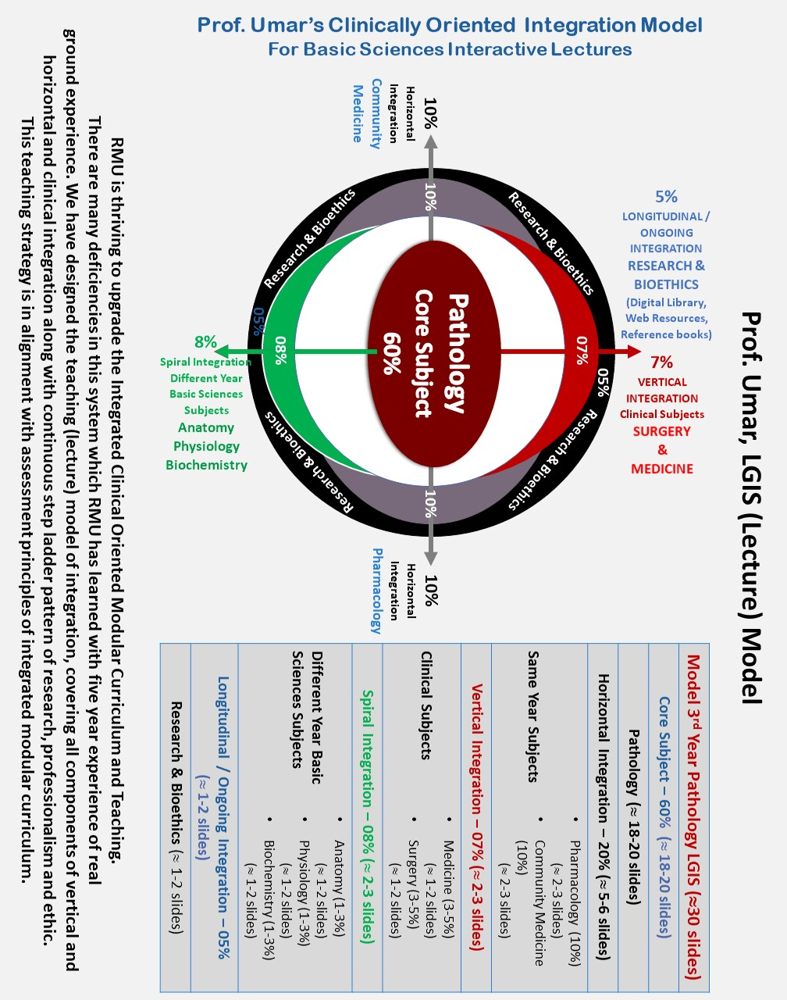 Prof. Umar, LGIS (Lecture) Model
Prof. Umar's Clinically Oriented Integration Model
For Basic Sciences Interactive Lectures
10%
Horizontal
Integration
Community
Medicine
5%
LONGITUDINAL /
ONGOING
INTEGRATION
RESEARCH &
BIOETHICS
(Digital Library,
Web Resources,
Reference books)
7%
VERTICAL
INTEGRATION
Clinical Subjects
SURGERY
&
MEDICINE
8%
Spiral Integration
Different Year
Basic Sciences
Subjects
Anatomy
Physiology
Biochemistry
10%
Horizontal
Integration
Pharmacology
Research & Bioethics
Research & Bioethics
Research & Bioethics
Research & Bioethics
10%
10%
07%
05%
08%
05%
Pathology
Core Subject
60%
Model 3rd Year Pathology LGIS (≈30 slides)
Core Subject – 60% (≈ 18-20 slides)
Pathology (≈ 18-20 slides)
Horizontal Integration – 20% (≈ 5-6 slides)
Same Year Subjects
• Pharmacology (10%)
(≈ 2-3 slides)
• Community Medicine
(10%)
(≈ 2-3 slides)
Vertical Integration – 07% (≈ 2-3 slides)
Clinical Subjects
• Medicine (3-5%)
(≈ 1-2 slides)
• Surgery (3-5%)
(≈ 1-2 slides)
Spiral Integration – 08% (≈ 2-3 slides)
Different Year Basic
Sciences Subjects
• Anatomy (1-3%)
(≈ 1-2 slides)
• Physiology (1-3%)
(≈ 1-2 slides)
• Biochemistry (1-3%)
(≈ 1-2 slides)
Longitudinal / Ongoing Integration – 05%
(≈ 1-2 slides)
Research & Bioethics (≈ 1-2 slides)
RMU is thriving to upgrade the Integrated Clinical Oriented Modular Curriculum and Teaching.
There are many deficiencies in this system which RMU has learned with five year experience of real
ground experience. We have designed the teaching (lecture) model of integration, covering all components of vertical and
horizontal and clinical integration along with continuous step ladder pattern of research, professionalism and ethic.
This teaching strategy is in alignment with assessment principles of integrated modular curriculum.